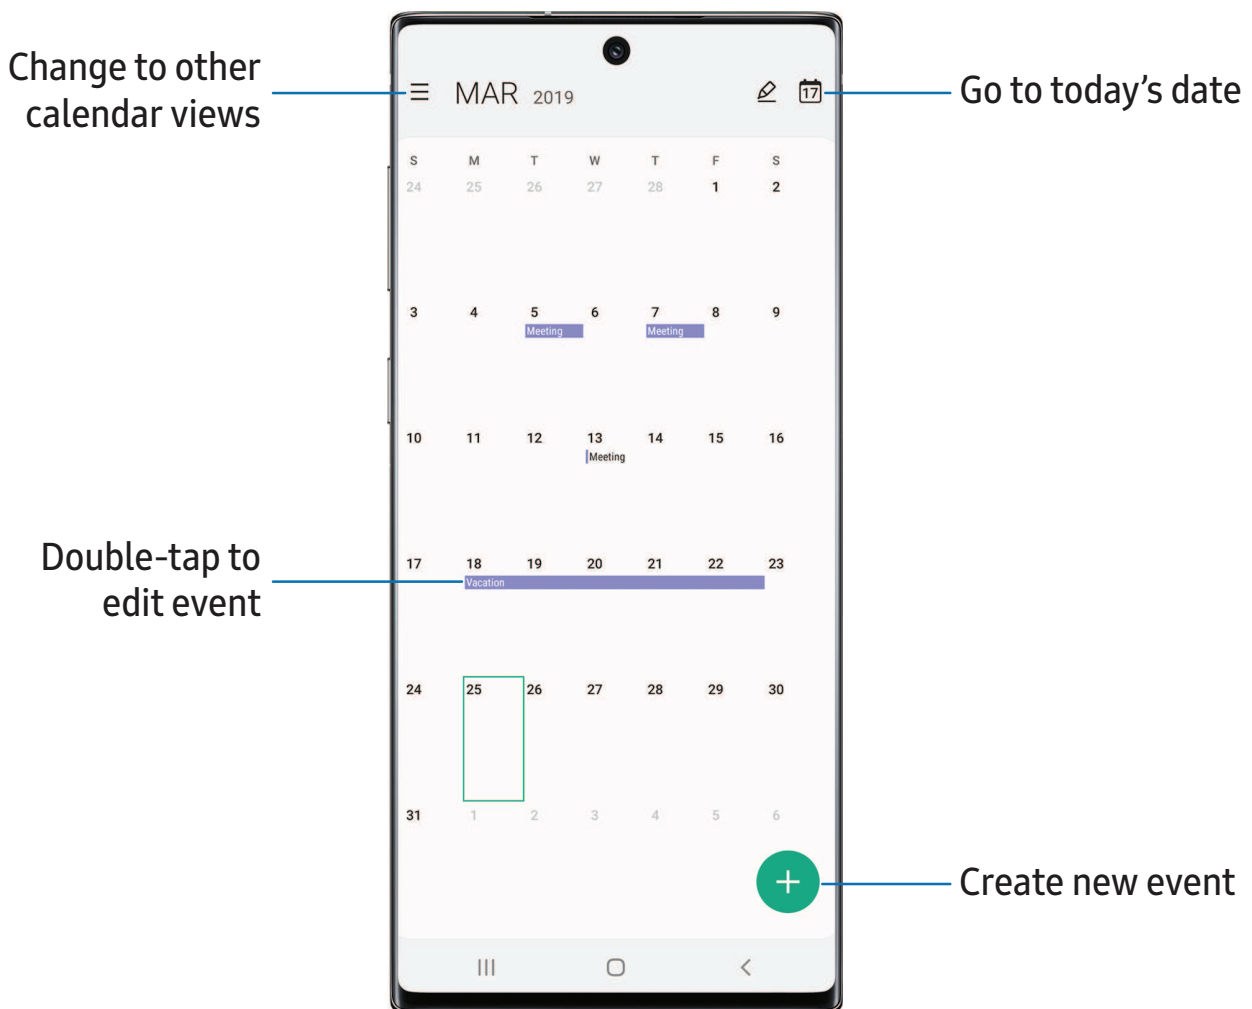 Change to other
calendar views
MAR 2019
17
Go to today's date
S M T W T F S
24 25 26 27 28 1 2
3 4 5 6 7 8 9
Meeting Meeting
10 11 12 13 14 15 16
Meeting
Double-tap to
edit event
17 18 19 20 21 22 23
Vacation
24 25 26 27 28 29 30
31 1 2 3 4 5 6
Create new event